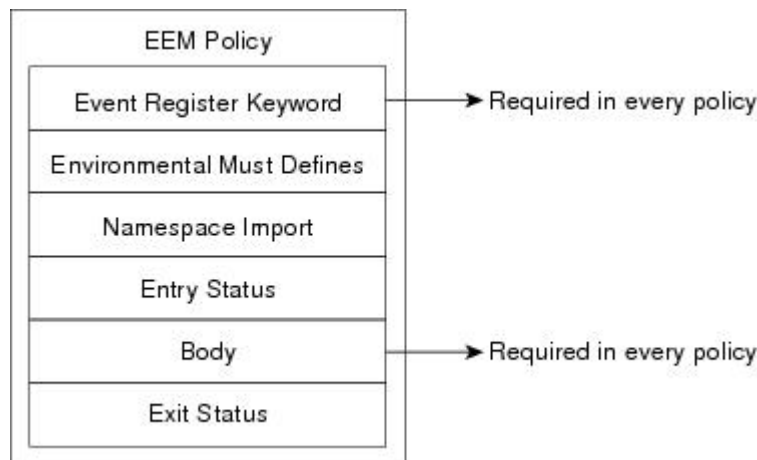 EEM Policy
Event Register Keyword
Required in every policy
Environmental Must Defines
Namespace Import
Entry Status
Body
Required in every policy
Exit Status